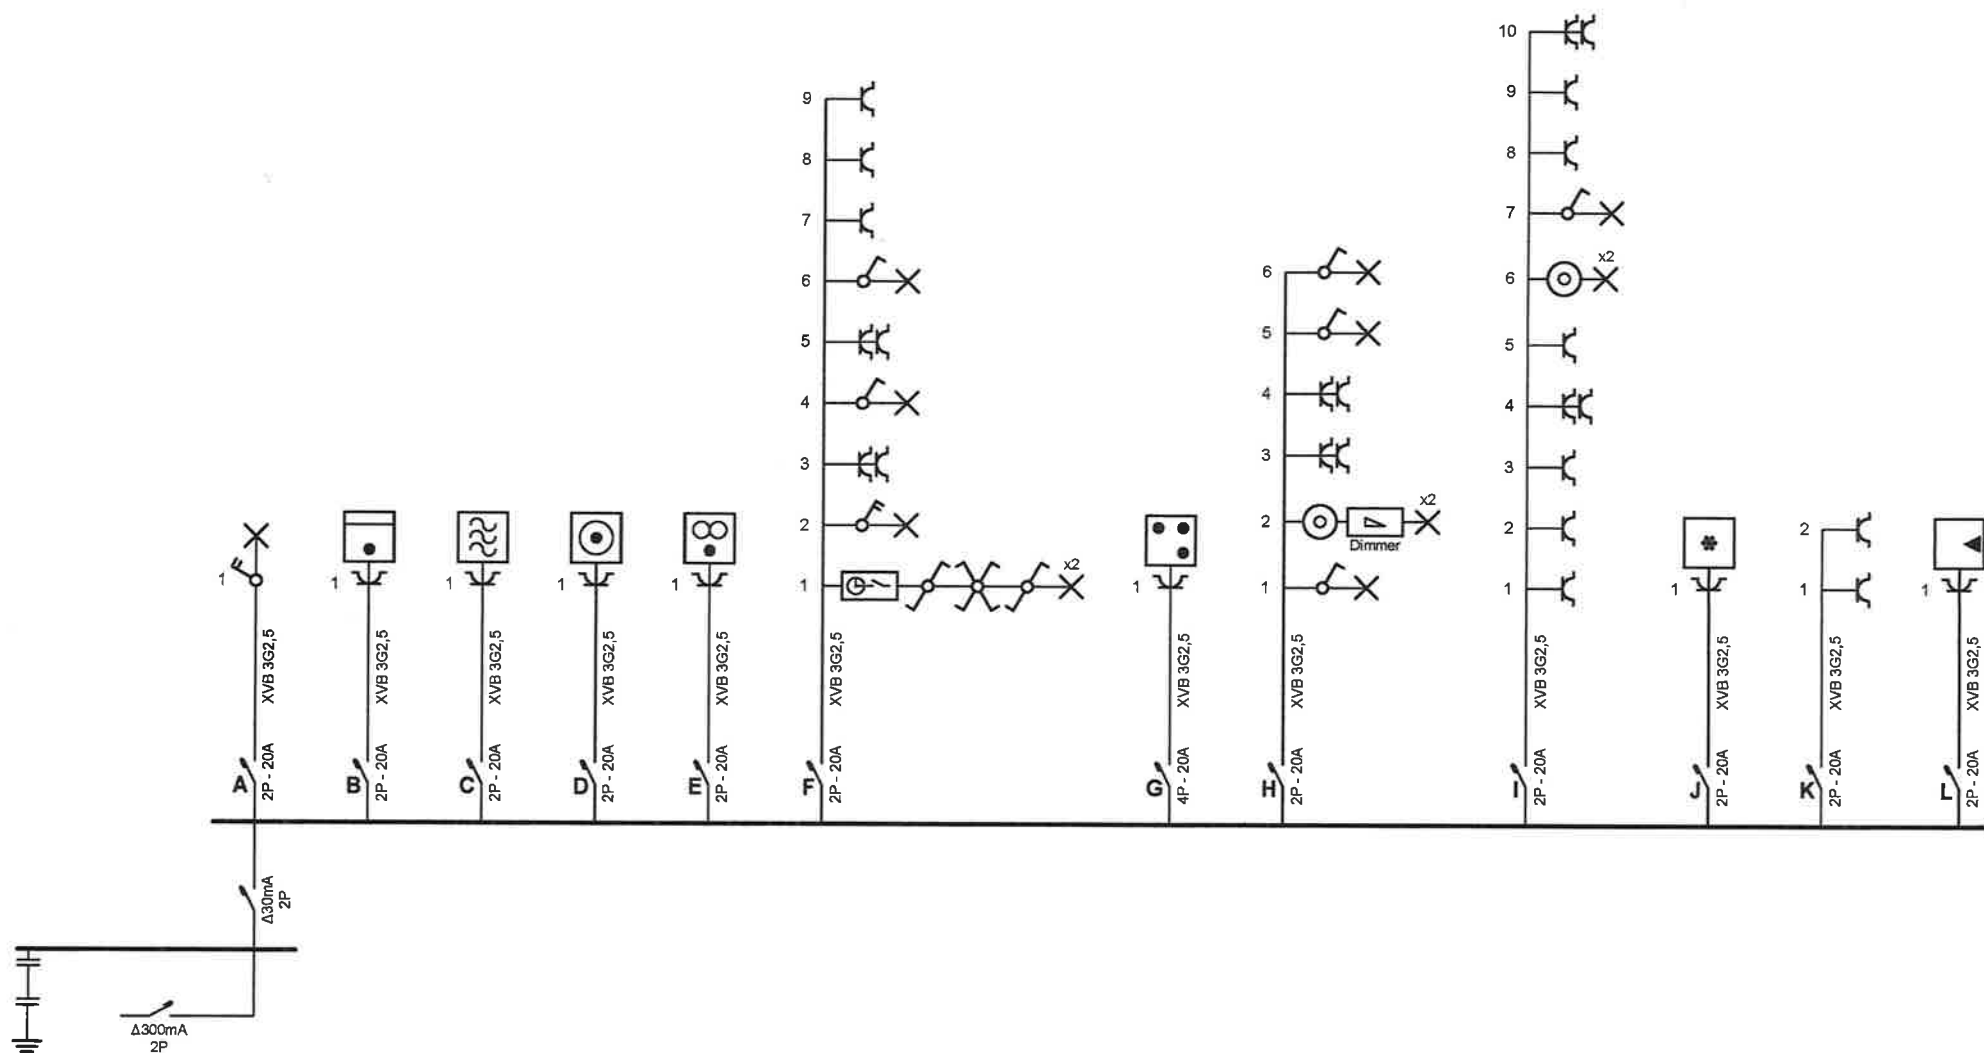 10
9
8
7
6
x2
5
4
3
2
1
9
8
7
6
5
4
3
2
1
x2
6
5
4
3
2
Dimmer
x2
1
1
1
1
1
1
1
1
2
1
1
XVB 3G2,5
XVB 3G2,5
XVB 3G2,5
XVB 3G2,5
XVB 3G2,5
XVB 3G2,5
XVB 3G2,5
XVB 3G2,5
XVB 3G2,5
XVB 3G2,5
XVB 3G2,5
XVB 3G2,5
A
2P - 20A
B
2P - 20A
C
2P - 20A
D
2P - 20A
E
2P - 20A
F
2P - 20A
G
4P - 20A
H
2P - 20A
I
2P - 20A
J
2P - 20A
K
2P - 20A
L
2P - 20A
Δ30mA
2P
Δ300mA
2P